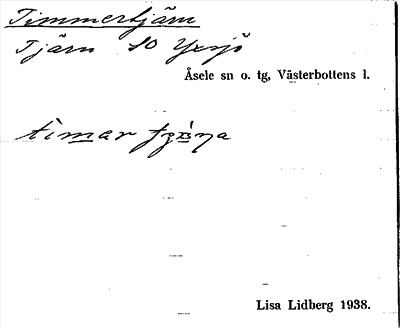 Timmertjärn
Tjärn SO Yxsjö
Åsele sn o. tg, Västerbottens l.
Lisa Lidberg 1938.